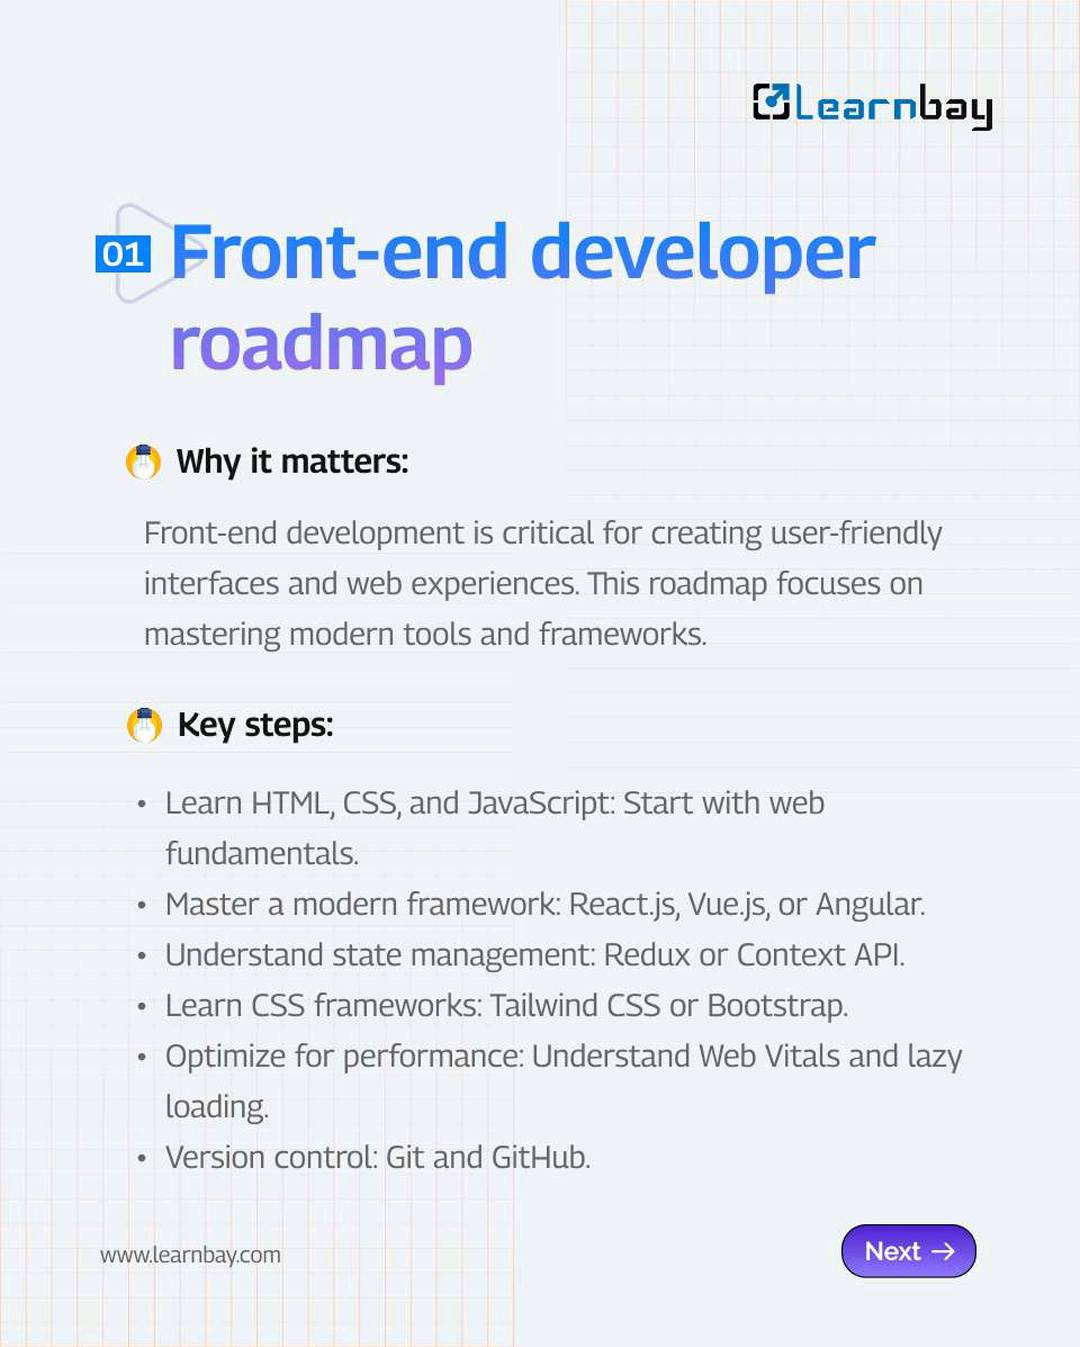 Learnbay
01 Front-end developer
roadmap
Why it matters:
Front-end development is critical for creating user-friendly
interfaces and web experiences. This roadmap focuses on
mastering modern tools and frameworks.
Key steps:
• Learn HTML, CSS, and JavaScript: Start with web
fundamentals.
• Master a modern framework: React.js, Vue.js, or Angular.
• Understand state management: Redux or Context API.
• Learn CSS frameworks: Tailwind CSS or Bootstrap.
• Optimize for performance: Understand Web Vitals and lazy
loading.
• Version control: Git and GitHub.
www.learnbay.com
Next →